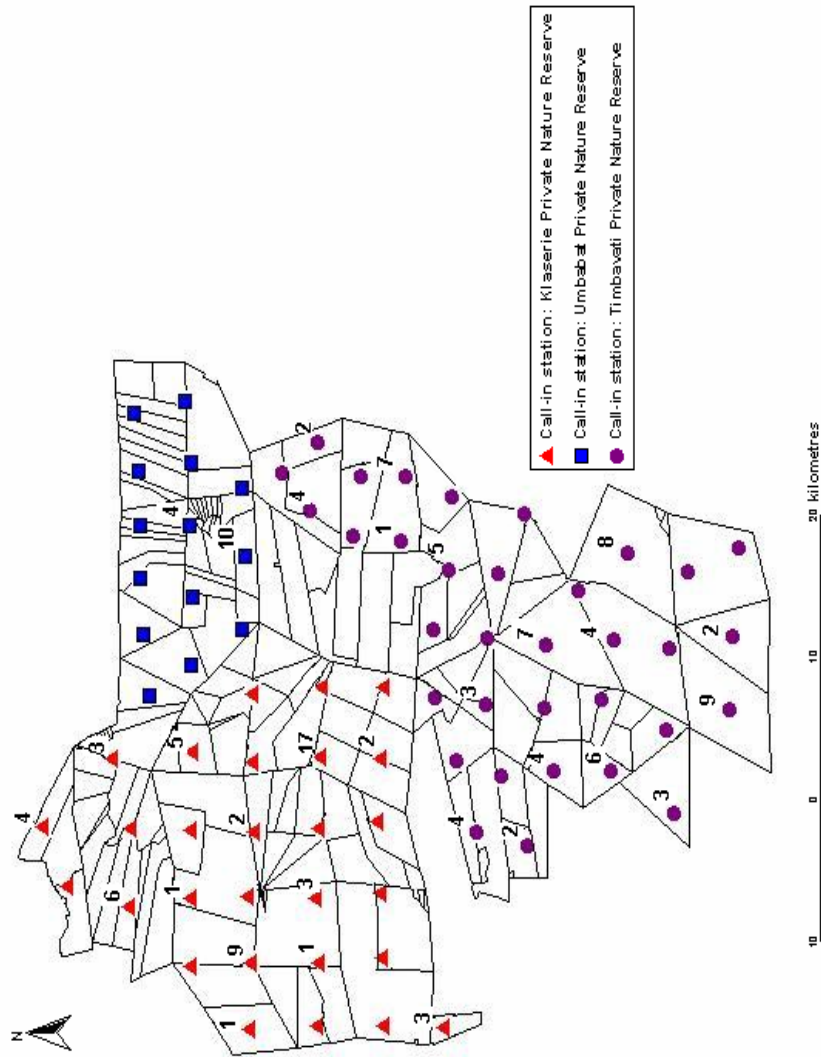 N
4
3
6
1 5 4
1 9 2 10
1 3 17 4 2
2 1 7
3 5
4 3
2 4 7
6 4 8
3
9 2
Call-in station: Klaserie Private Nature Reserve
Call-in station: Umbabat Private Nature Reserve
Call-in station: Timbavati Private Nature Reserve
10 0 10 20
kilometres